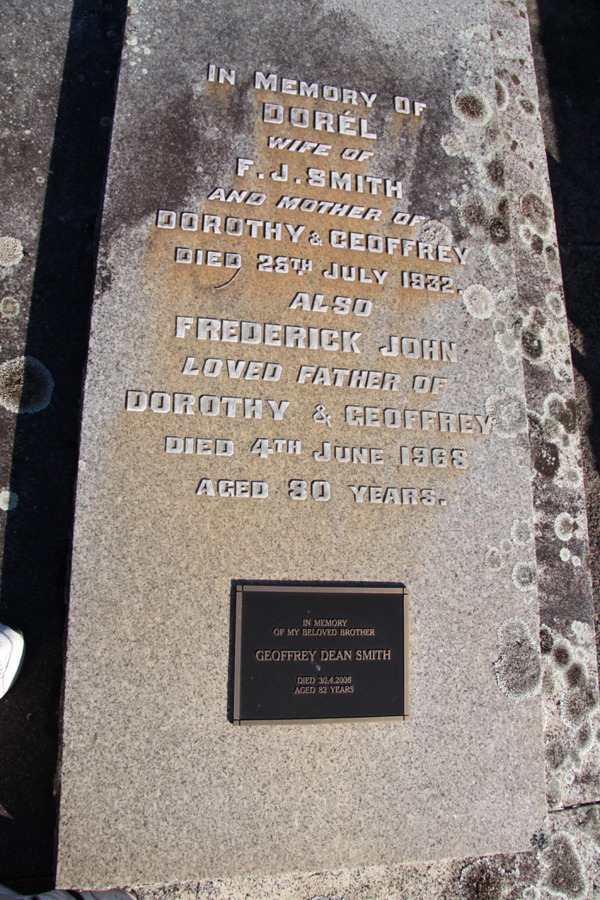 In Memory Of
DORÉL
WIFE OF
F.J. SMITH
AND MOTHER OF
DOROTHY & GEOFFREY
DIED 28TH JULY 1932.
ALSO
FREDERICK JOHN
LOVED FATHER OF
DOROTHY & GEOFFREY
DIED 4TH JUNE 1968
AGED 80 YEARS.
IN MEMORY
OF MY BELOVED BROTHER
GEOFFREY DEAN SMITH
DIED 30.4.2006
AGED 82 YEARS